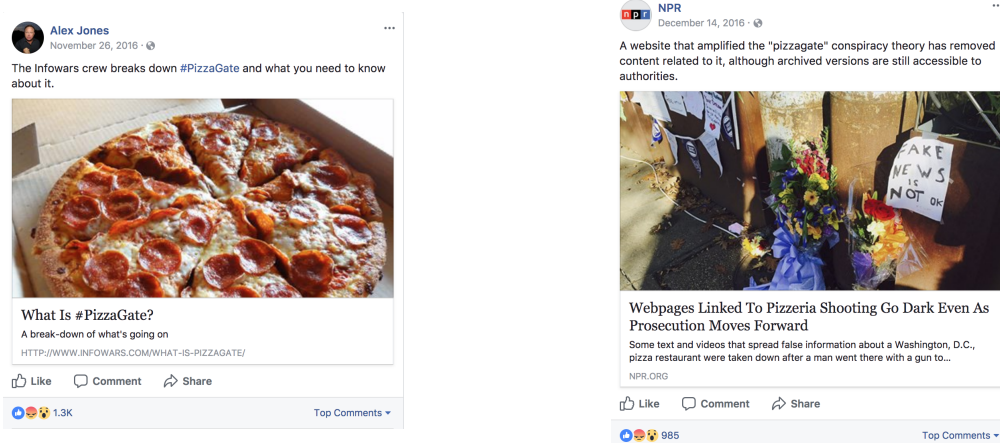 Alex Jones
November 26, 2016 ·
The Infowars crew breaks down #PizzaGate and what you need to know
about it.
What Is #PizzaGate?
A break-down of what's going on
HTTP://WWW.INFOWARS.COM/WHAT-IS-PIZZAGATE/
Like Comment Share
1.3K Top Comments
npr
NPR
December 14, 2016 ·
A website that amplified the "pizzagate" conspiracy theory has removed
content related to it, although archived versions are still accessible to
authorities.
FAKE
NEWS
IS
NOT OK
Webpages Linked To Pizzeria Shooting Go Dark Even As
Prosecution Moves Forward
Some text and videos that spread false information about a Washington, D.C.,
pizza restaurant were taken down after a man went there with a gun to...
NPR.ORG
Like Comment Share
985 Top Comments